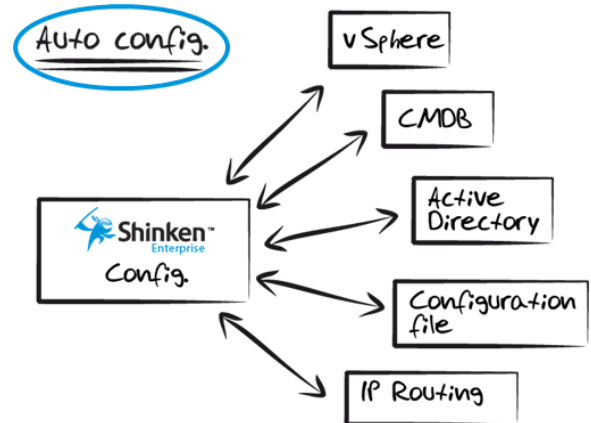 Auto config.
vSphere
CMDB
Shinken™
Enterprise
Config.
Active
Directory
Configuration
file
IP Routing